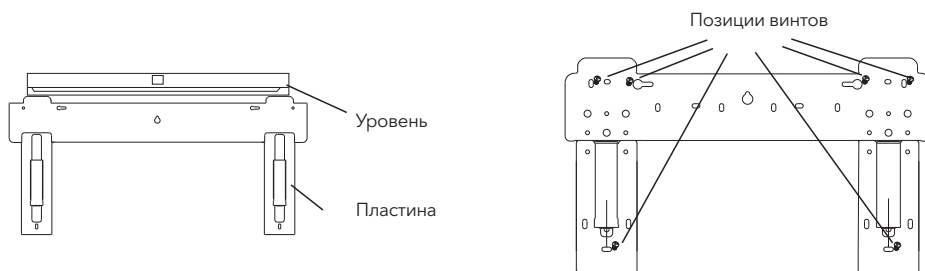 Позиции винтов
Уровень
Пластина